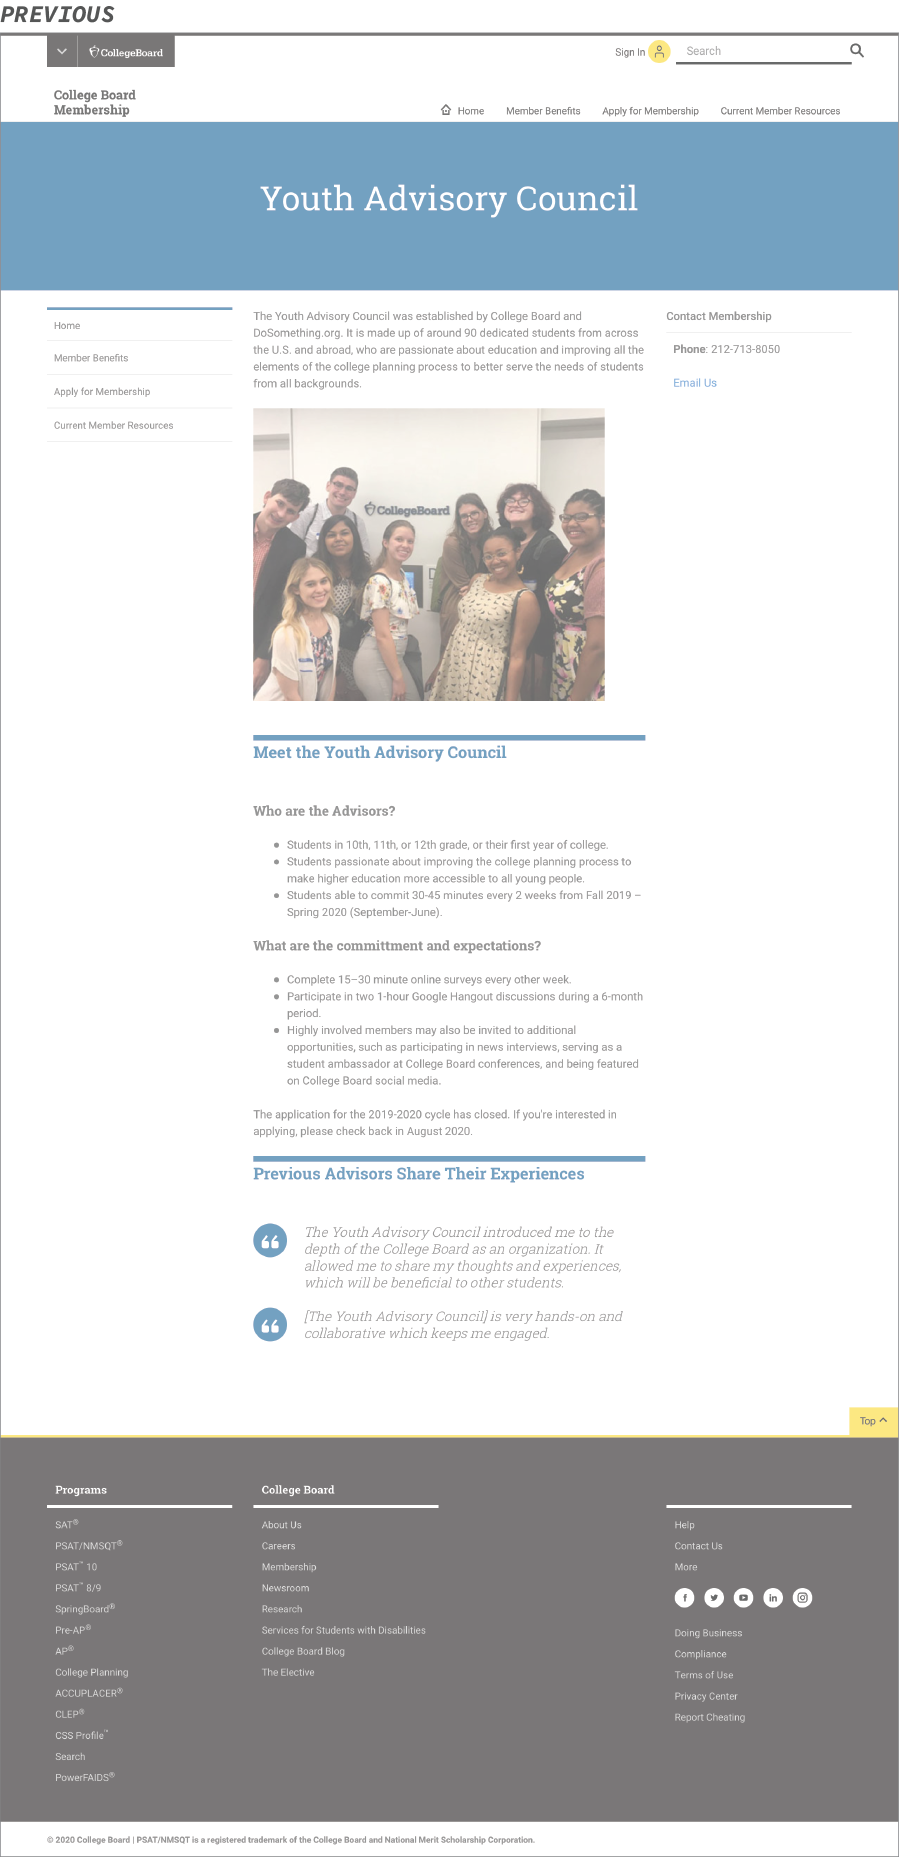 PREVIOUS
CollegeBoard
Sign In
Search
College Board
Membership
Home
Member Benefits
Apply for Membership
Current Member Resources
Youth Advisory Council
Home
Member Benefits
Apply for Membership
Current Member Resources
The Youth Advisory Council was established by College Board and
DoSomething.org. It is made up of around 90 dedicated students from across
the U.S. and abroad, who are passionate about education and improving all the
elements of the college planning process to better serve the needs of students
from all backgrounds.
CollegeBoard
Contact Membership
Phone: 212-713-8050
Email Us
Meet the Youth Advisory Council
Who are the Advisors?
● Students in 10th, 11th, or 12th grade, or their first year of college.
● Students passionate about improving the college planning process to
make higher education more accessible to all young people.
● Students able to commit 30-45 minutes every 2 weeks from Fall 2019 –
Spring 2020 (September-June).
What are the committment and expectations?
● Complete 15–30 minute online surveys every other week.
● Participate in two 1-hour Google Hangout discussions during a 6-month
period.
● Highly involved members may also be invited to additional
opportunities, such as participating in news interviews, serving as a
student ambassador at College Board conferences, and being featured
on College Board social media.
The application for the 2019-2020 cycle has closed. If you're interested in
applying, please check back in August 2020.
Previous Advisors Share Their Experiences
The Youth Advisory Council introduced me to the
depth of the College Board as an organization. It
allowed me to share my thoughts and experiences,
which will be beneficial to other students.
[The Youth Advisory Council] is very hands-on and
collaborative which keeps me engaged.
Top
Programs
SAT®
PSAT/NMSQT®
PSAT™ 10
PSAT™ 8/9
SpringBoard®
Pre-AP®
AP®
College Planning
ACCUPLACER®
CLEP®
CSS Profile™
Search
PowerFAIDS®
College Board
About Us
Careers
Membership
Newsroom
Research
Services for Students with Disabilities
College Board Blog
The Elective
Help
Contact Us
More
Doing Business
Compliance
Terms of Use
Privacy Center
Report Cheating
© 2020 College Board | PSAT/NMSQT is a registered trademark of the College Board and National Merit Scholarship Corporation.